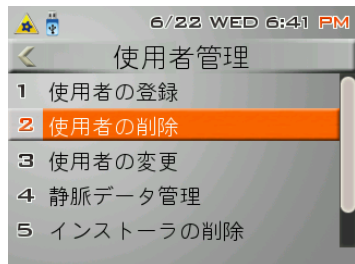 6/22 WED 6:41 PM
使用者管理
1 使用者の登録
2 使用者の削除
3 使用者の変更
4 静脈データ管理
5 インストーラの削除